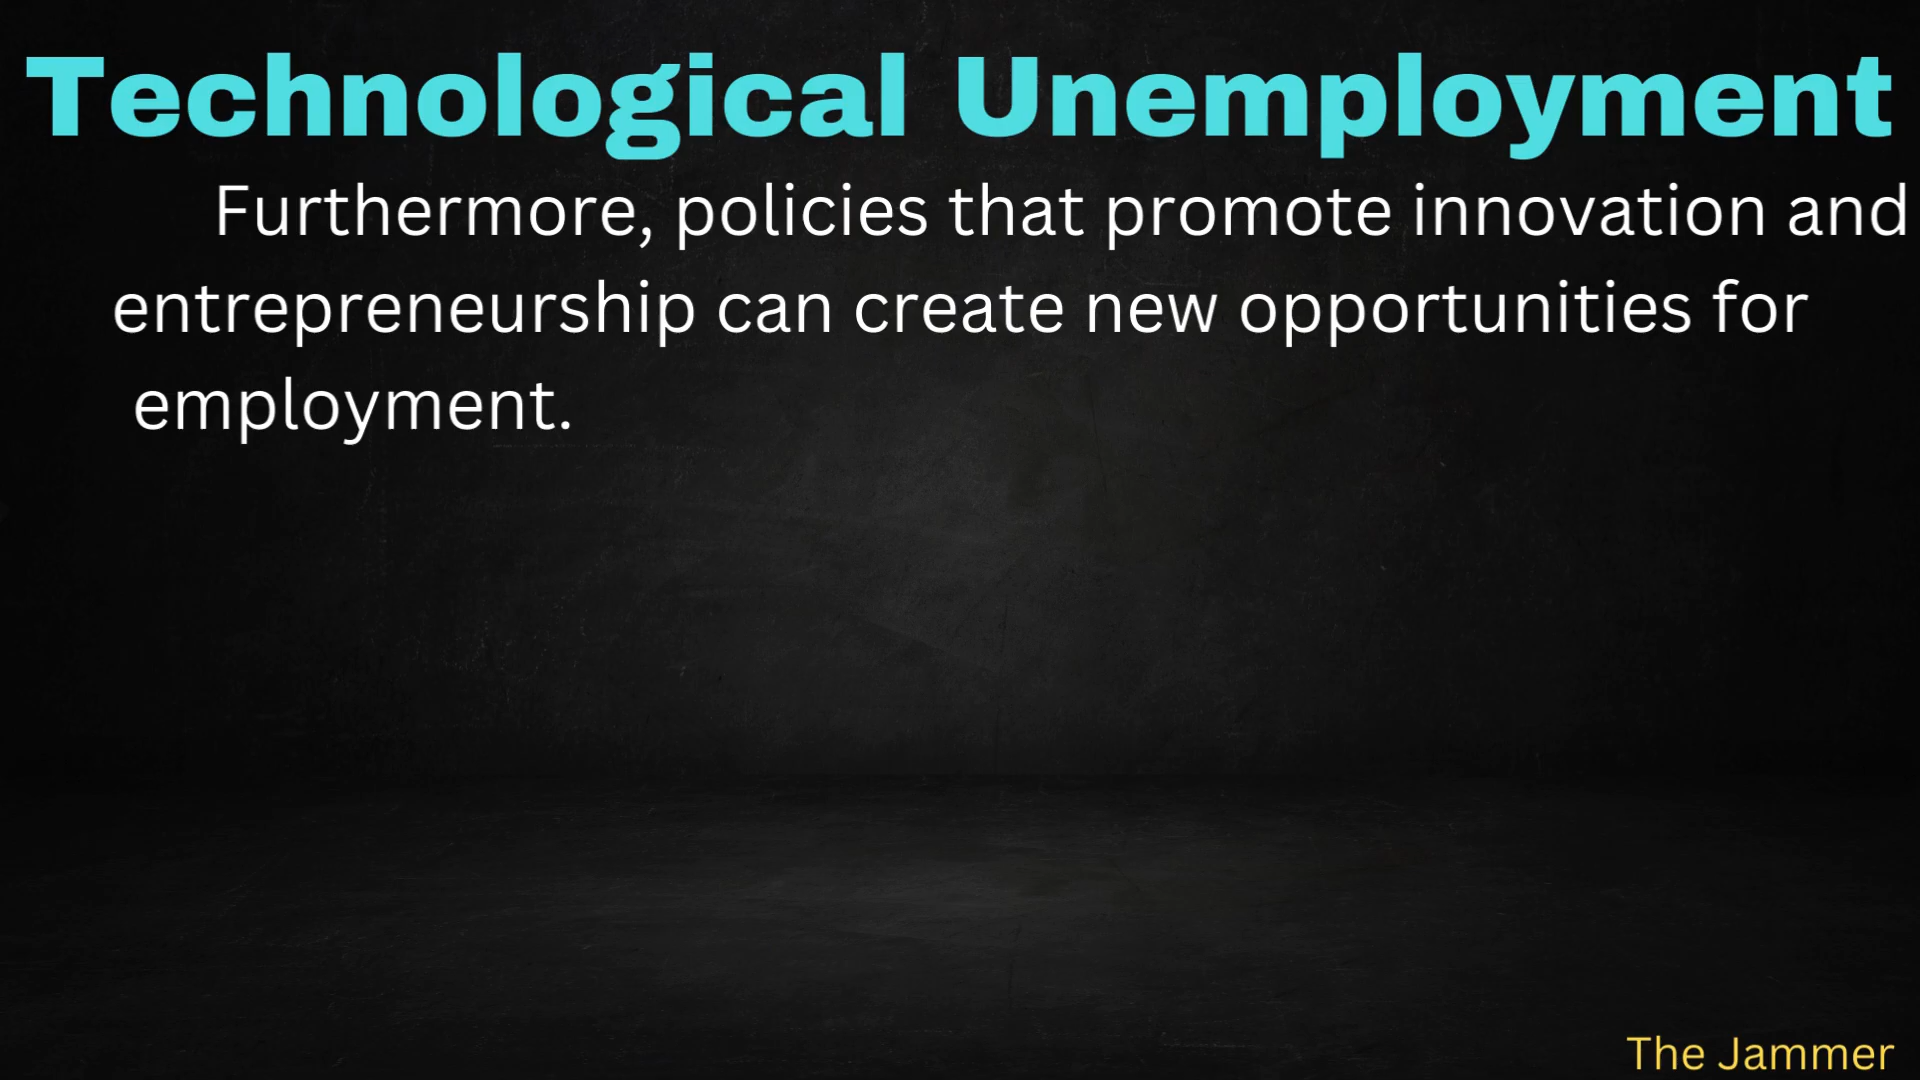 Technological Unemployment
Furthermore, policies that promote innovation and
entrepreneurship can create new opportunities for
employment.
The Jammer